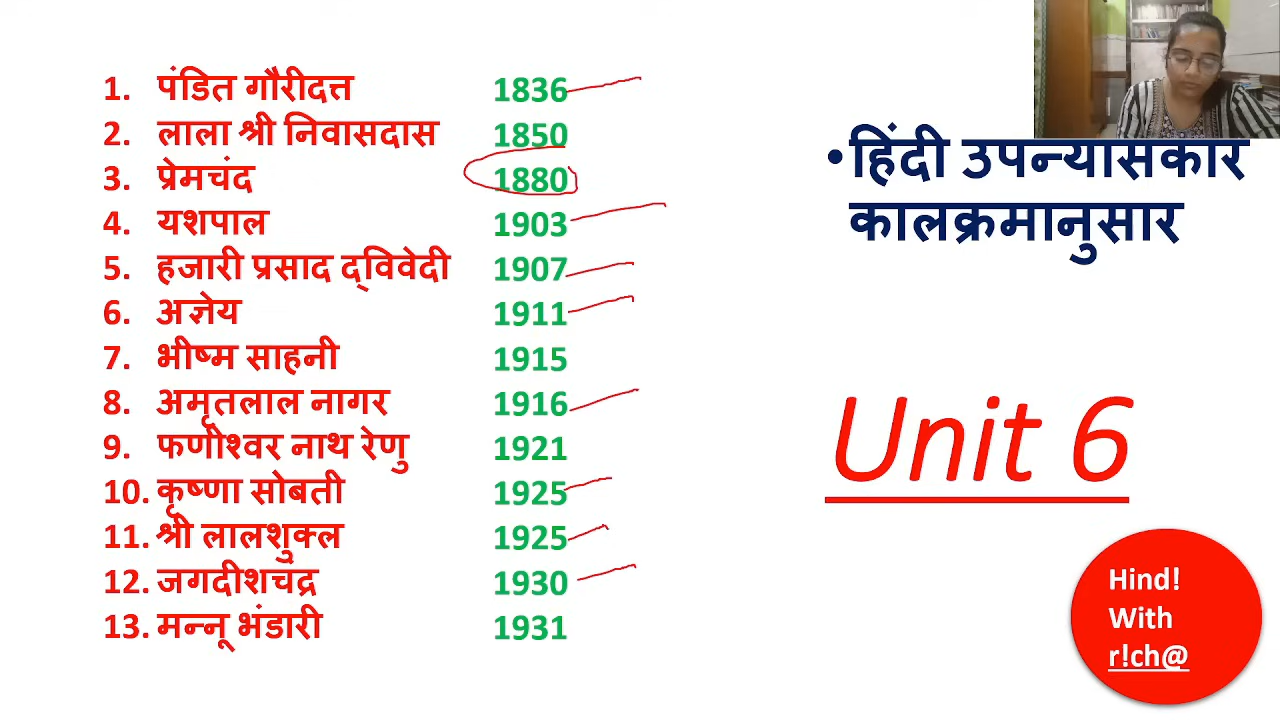 1. पंडित गौरीदत्त 1836
2. लाला श्री निवासदास 1850
3. प्रेमचंद 1880
4. यशपाल 1903
5. हजारी प्रसाद द्विवेदी 1907
6. अज्ञेय 1911
7. भीष्म साहनी 1915
8. अमृतलाल नागर 1916
9. फणीश्वर नाथ रेणु 1921
10. कृष्णा सोबती 1925
11. श्री लालशुक्ल 1925
12. जगदीशचंद्र 1930
13. मन्नू भंडारी 1931
•हिंदी उपन्यासकार
कालक्रमानुसार
Unit 6
Hind!
With
r!ch@